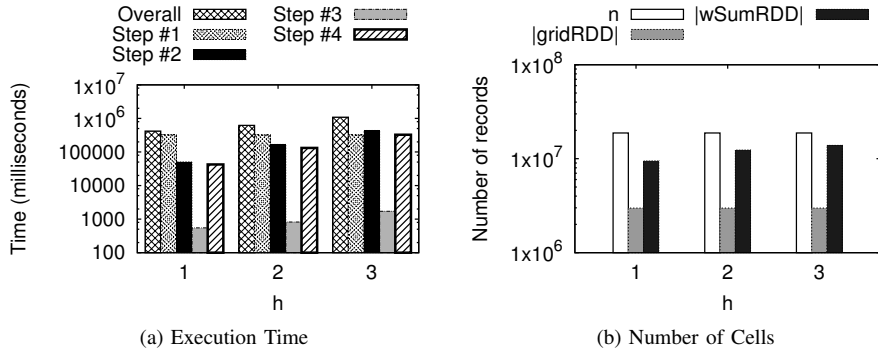 Overall
Step #1
Step #2
Step #3
Step #4
1x10^7
1x10^6
100000
10000
1000
100
Time (milliseconds)
1 2 3
h
(a) Execution Time
n
|gridRDD|
|wSumRDD|
1x10^8
1x10^7
1x10^6
Number of records
1 2 3
h
(b) Number of Cells